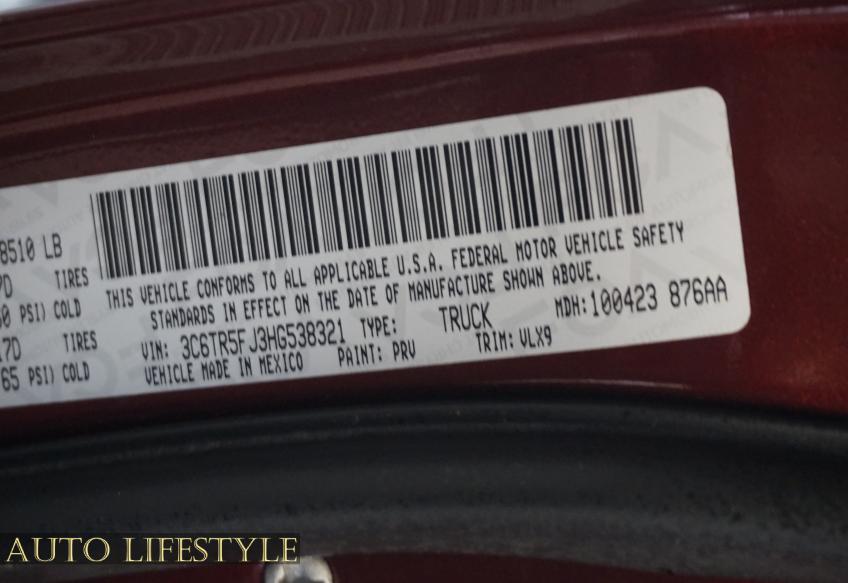 8510 LB
7D TIRES
60 PSI) COLD
17D TIRES
65 PSI) COLD
THIS VEHICLE CONFORMS TO ALL APPLICABLE U.S.A. FEDERAL MOTOR VEHICLE SAFETY
STANDARDS IN EFFECT ON THE DATE OF MANUFACTURE SHOWN ABOVE.
VIN: 3C6TR5FJ3HG538321 TYPE: TRUCK MDH:100423 876AA
VEHICLE MADE IN MEXICO PAINT: PRV TRIM: VLX9
AUTO LIFESTYLE